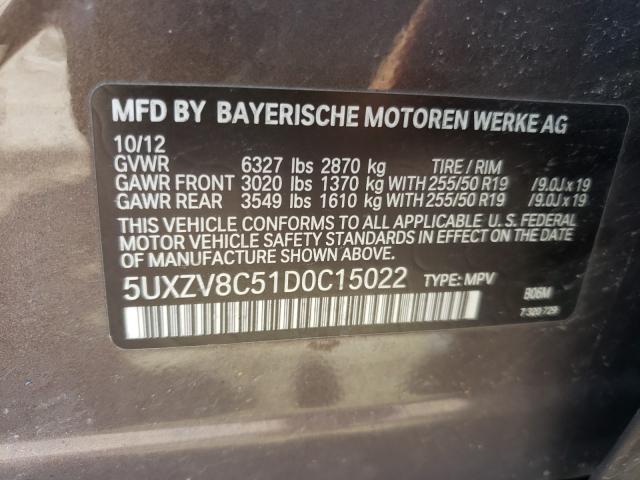 MFD BY BAYERISCHE MOTOREN WERKE AG
10/12
GVWR 6327 lbs 2870 kg TIRE / RIM
GAWR FRONT 3020 lbs 1370 kg WITH 255/50 R19 /9.0J x 19
GAWR REAR 3549 lbs 1610 kg WITH 255/50 R19 /9.0J x 19
THIS VEHICLE CONFORMS TO ALL APPLICABLE U. S. FEDERAL
MOTOR VEHICLE SAFETY STANDARDS IN EFFECT ON THE
DATE OF MANUFACTURE SHOWN ABOVE.
5UXZV8C51D0C15022 TYPE: MPV
B06M
7 320 729